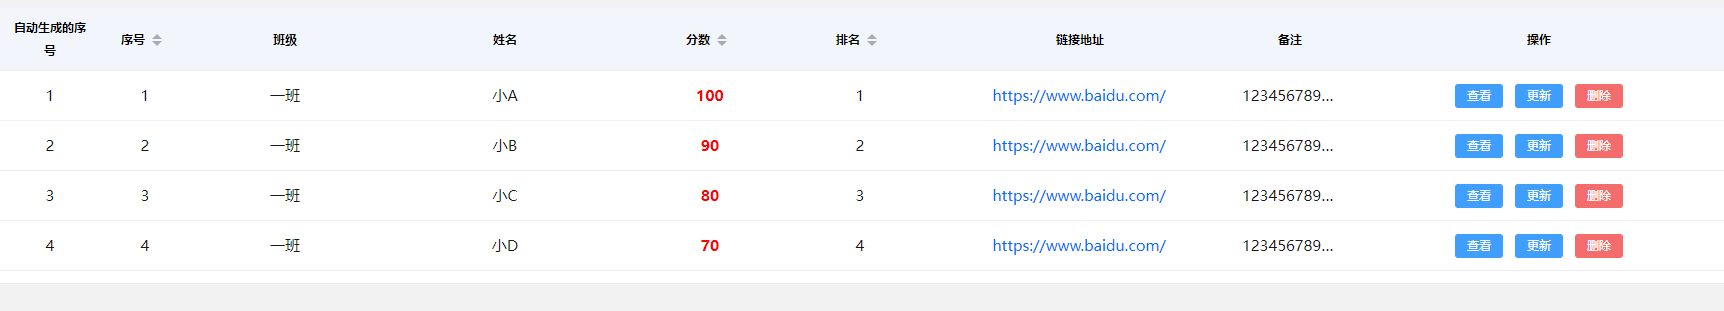 自动生成的序
号
序号 班级 姓名 分数 排名 链接地址 备注 操作
1 1 一班 小A 100 1 https://www.baidu.com/ 123456789... 查看 更新 删除
2 2 一班 小B 90 2 https://www.baidu.com/ 123456789... 查看 更新 删除
3 3 一班 小C 80 3 https://www.baidu.com/ 123456789... 查看 更新 删除
4 4 一班 小D 70 4 https://www.baidu.com/ 123456789... 查看 更新 删除